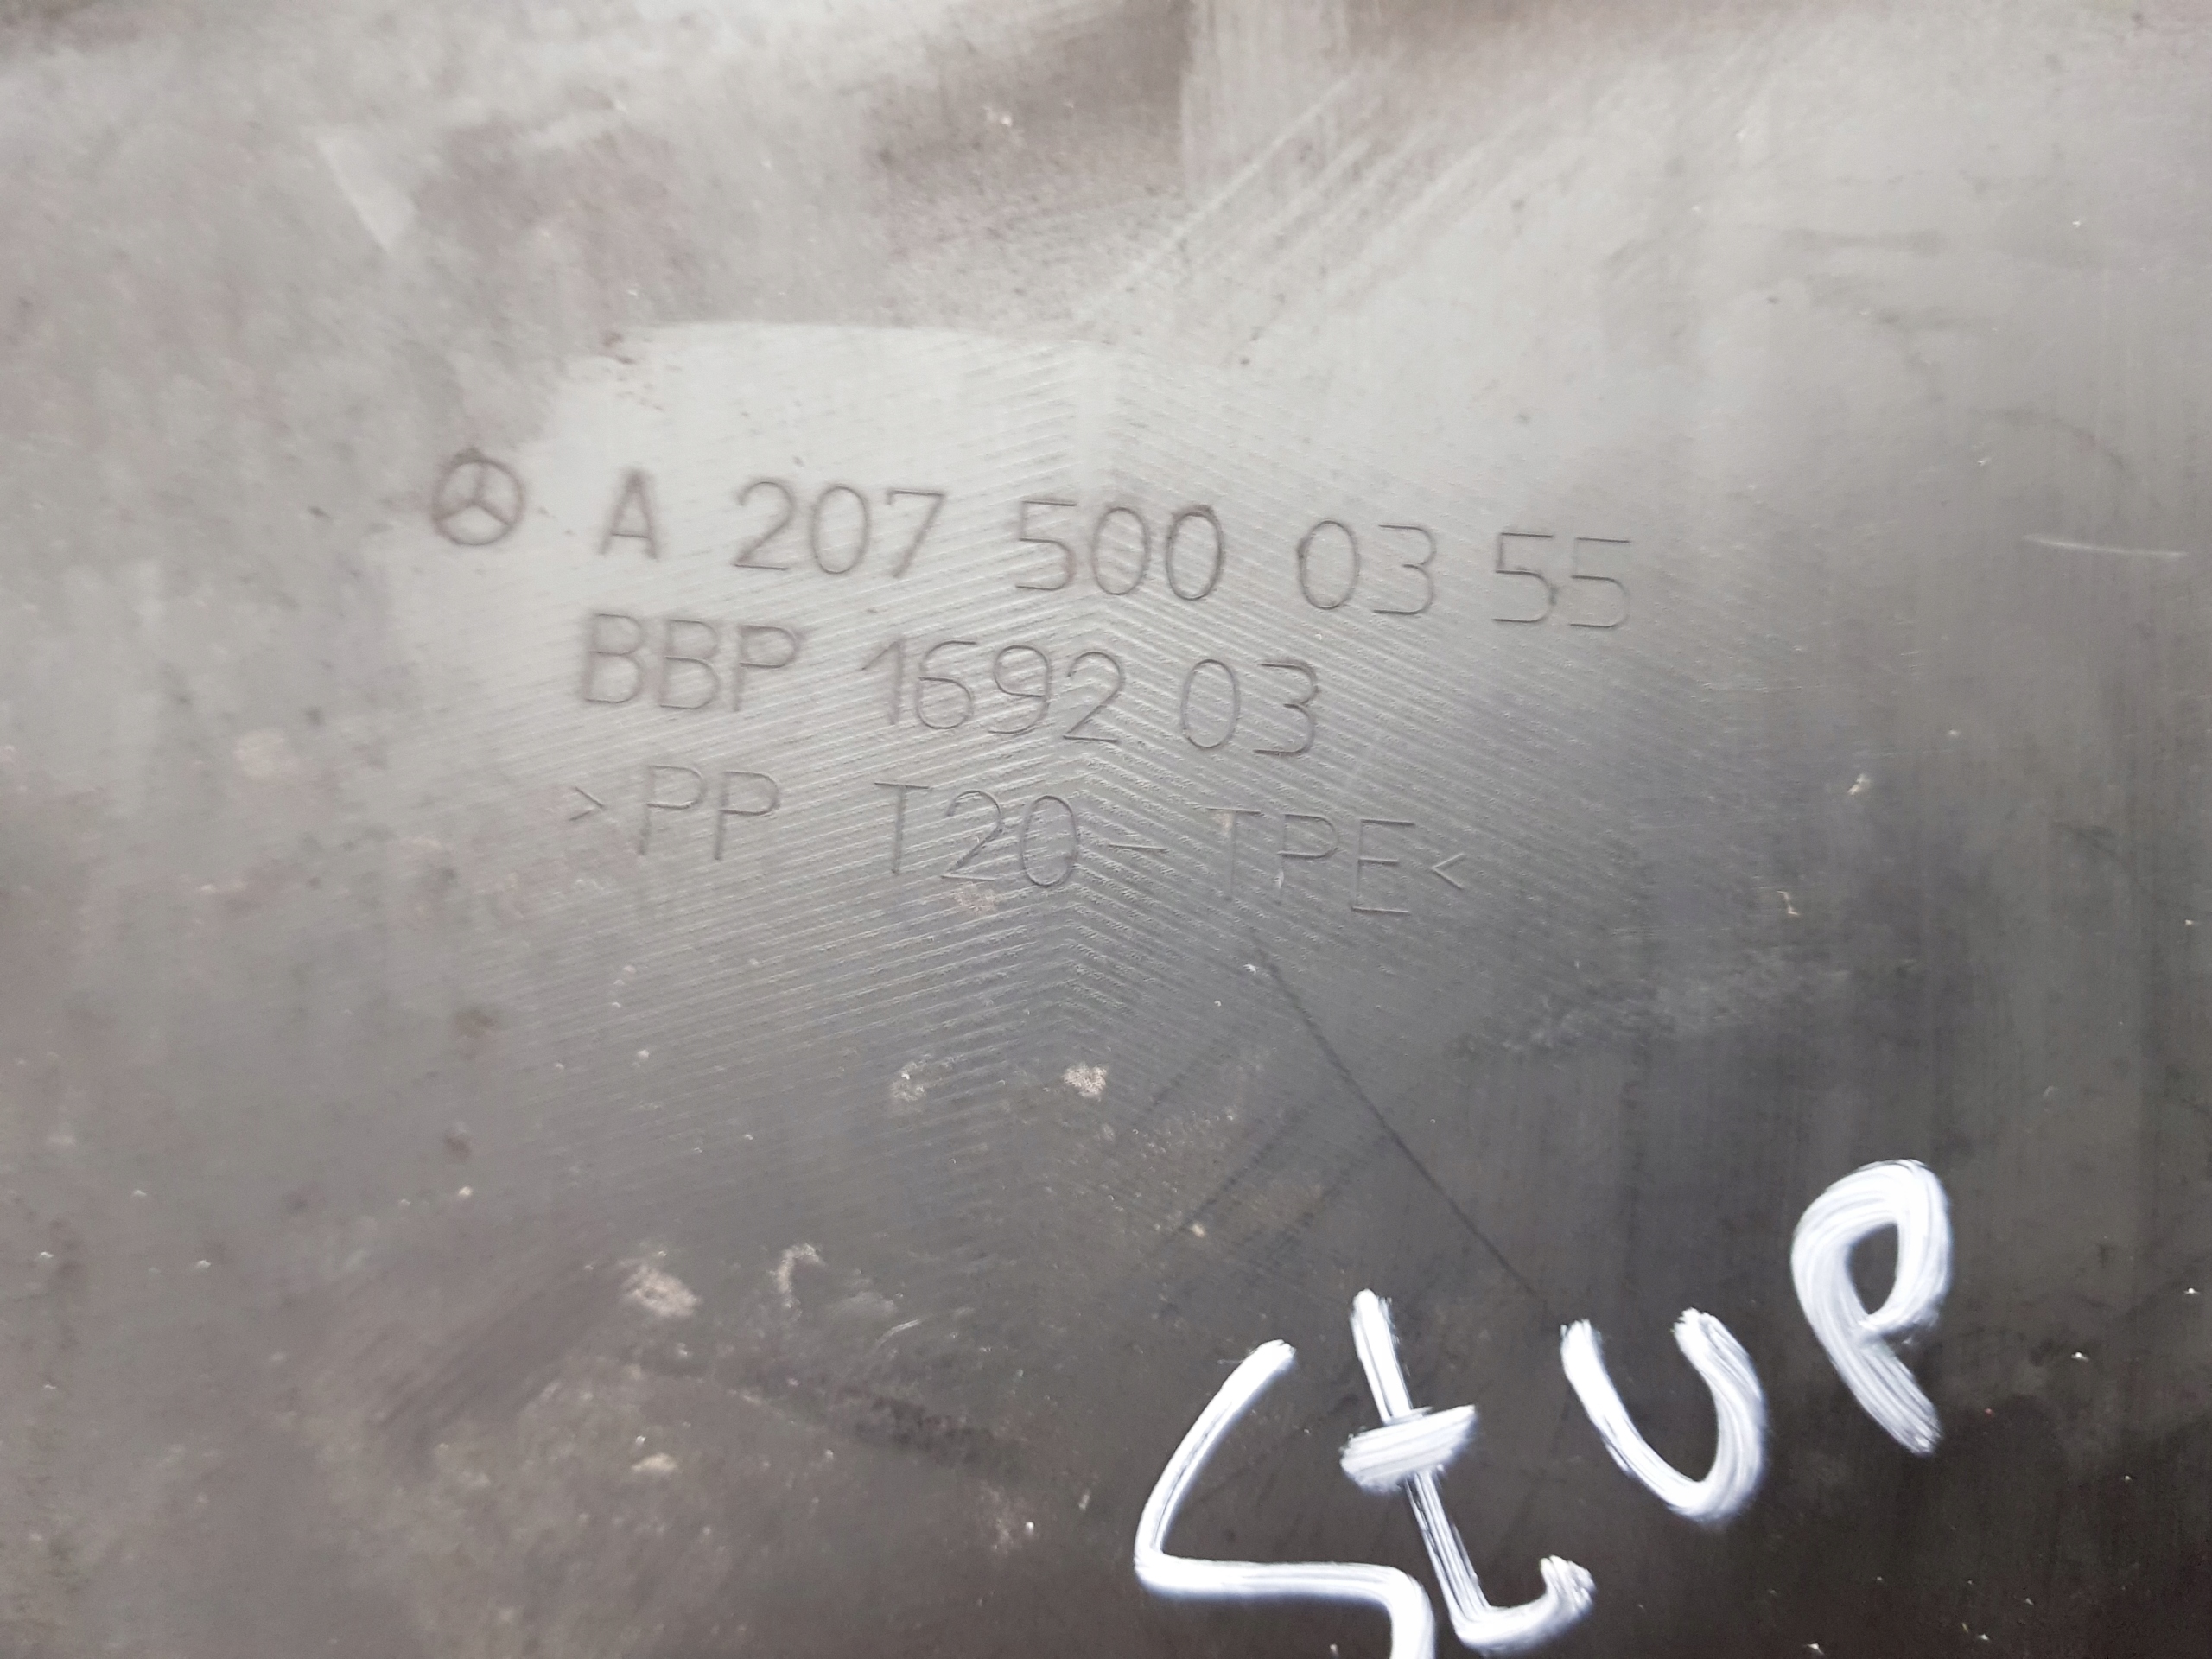 A 207 500 03 55
BBP 1692 03
>PP T20-TPE<
StUP